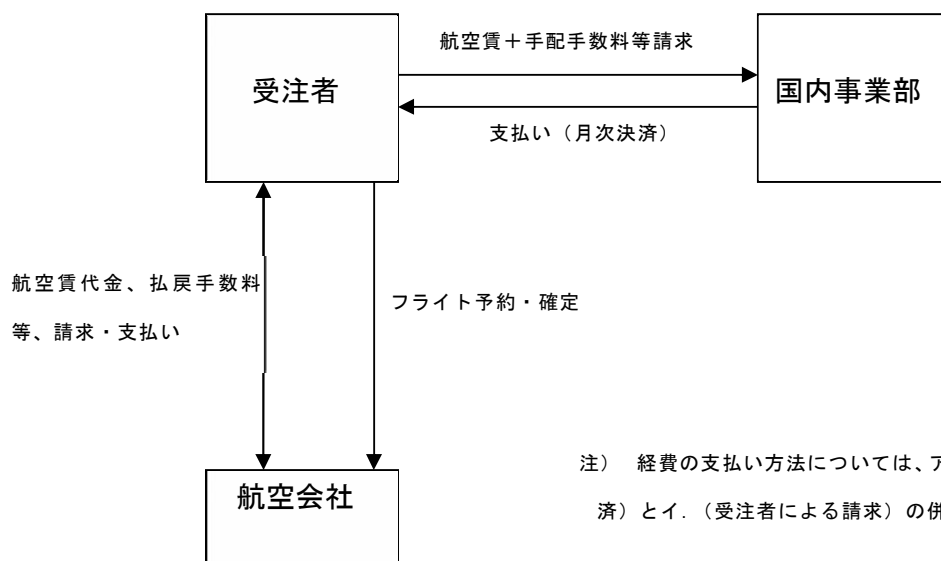 航空賃＋手配手数料等請求
受注者
国内事業部
支払い（月次決済）
航空賃代金、払戻手数料
等、請求・支払い
フライト予約・確定
注）　経費の支払い方法については、ア
済）とイ．（受注者による請求）の併
航空会社